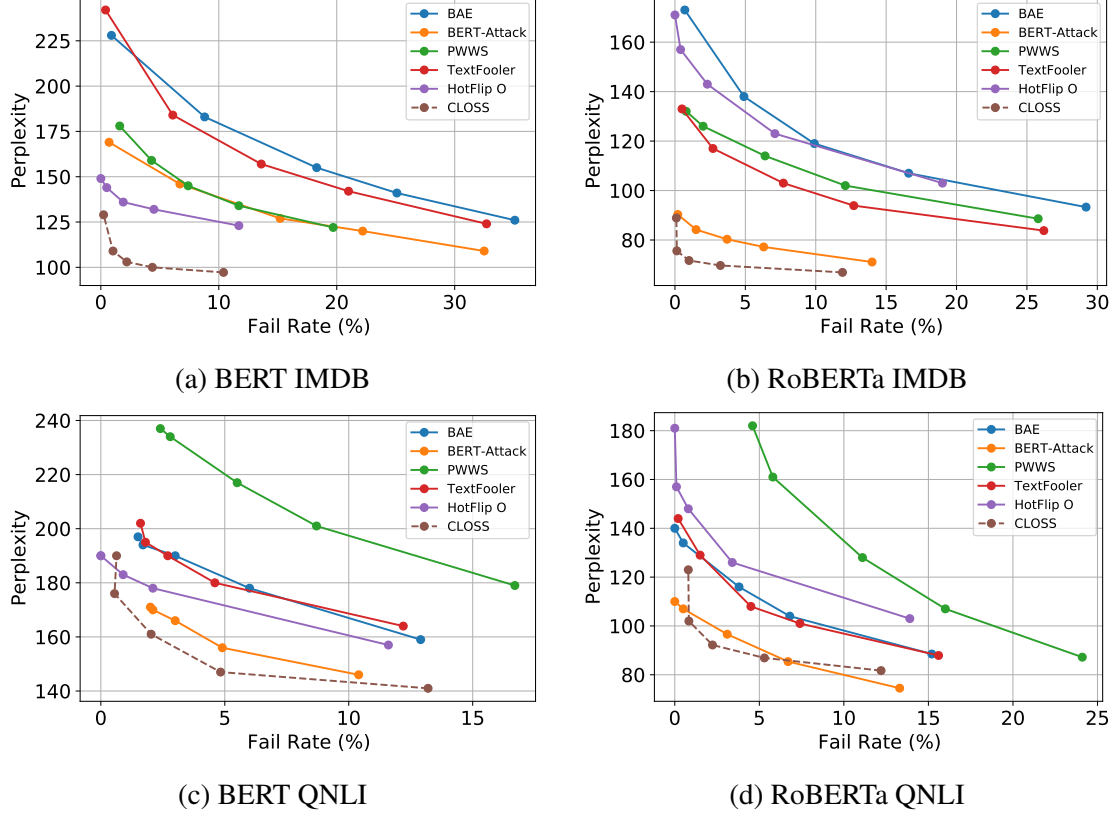 225
200
175
150
125
100
Perplexity
0
10
20
30
Fail Rate (%)
BAE
BERT-Attack
PWWS
TextFooler
HotFlip O
CLOSS
(a) BERT IMDB
160
140
120
100
80
Perplexity
0
5
10
15
20
25
30
Fail Rate (%)
BAE
BERT-Attack
PWWS
TextFooler
HotFlip O
CLOSS
(b) RoBERTa IMDB
240
220
200
180
160
140
Perplexity
0
5
10
15
Fail Rate (%)
BAE
BERT-Attack
PWWS
TextFooler
HotFlip O
CLOSS
(c) BERT QNLI
180
160
140
120
100
80
Perplexity
0
5
10
15
20
25
Fail Rate (%)
BAE
BERT-Attack
PWWS
TextFooler
HotFlip O
CLOSS
(d) RoBERTa QNLI